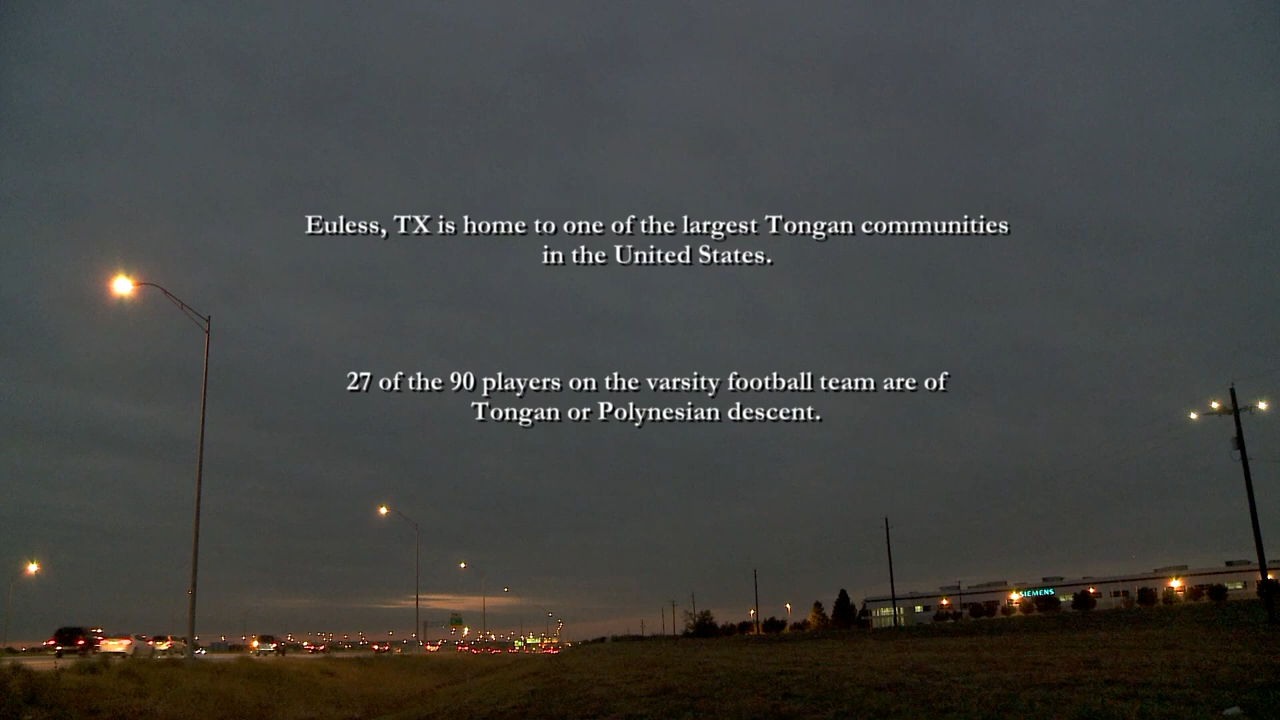 Euless, TX is home to one of the largest Tongan communities
in the United States.
27 of the 90 players on the varsity football team are of
Tongan or Polynesian descent.
SIEMENS